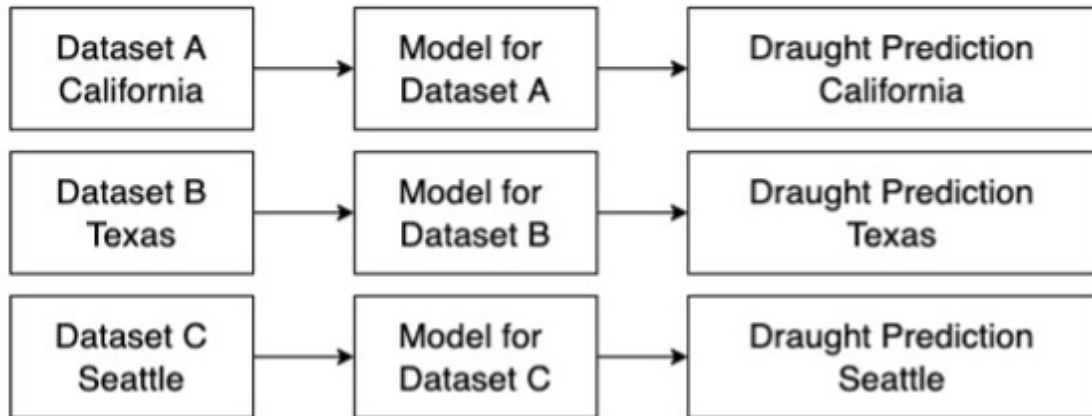 Dataset A
California
Model for
Dataset A
Draught Prediction
California
Dataset B
Texas
Model for
Dataset B
Draught Prediction
Texas
Dataset C
Seattle
Model for
Dataset C
Draught Prediction
Seattle